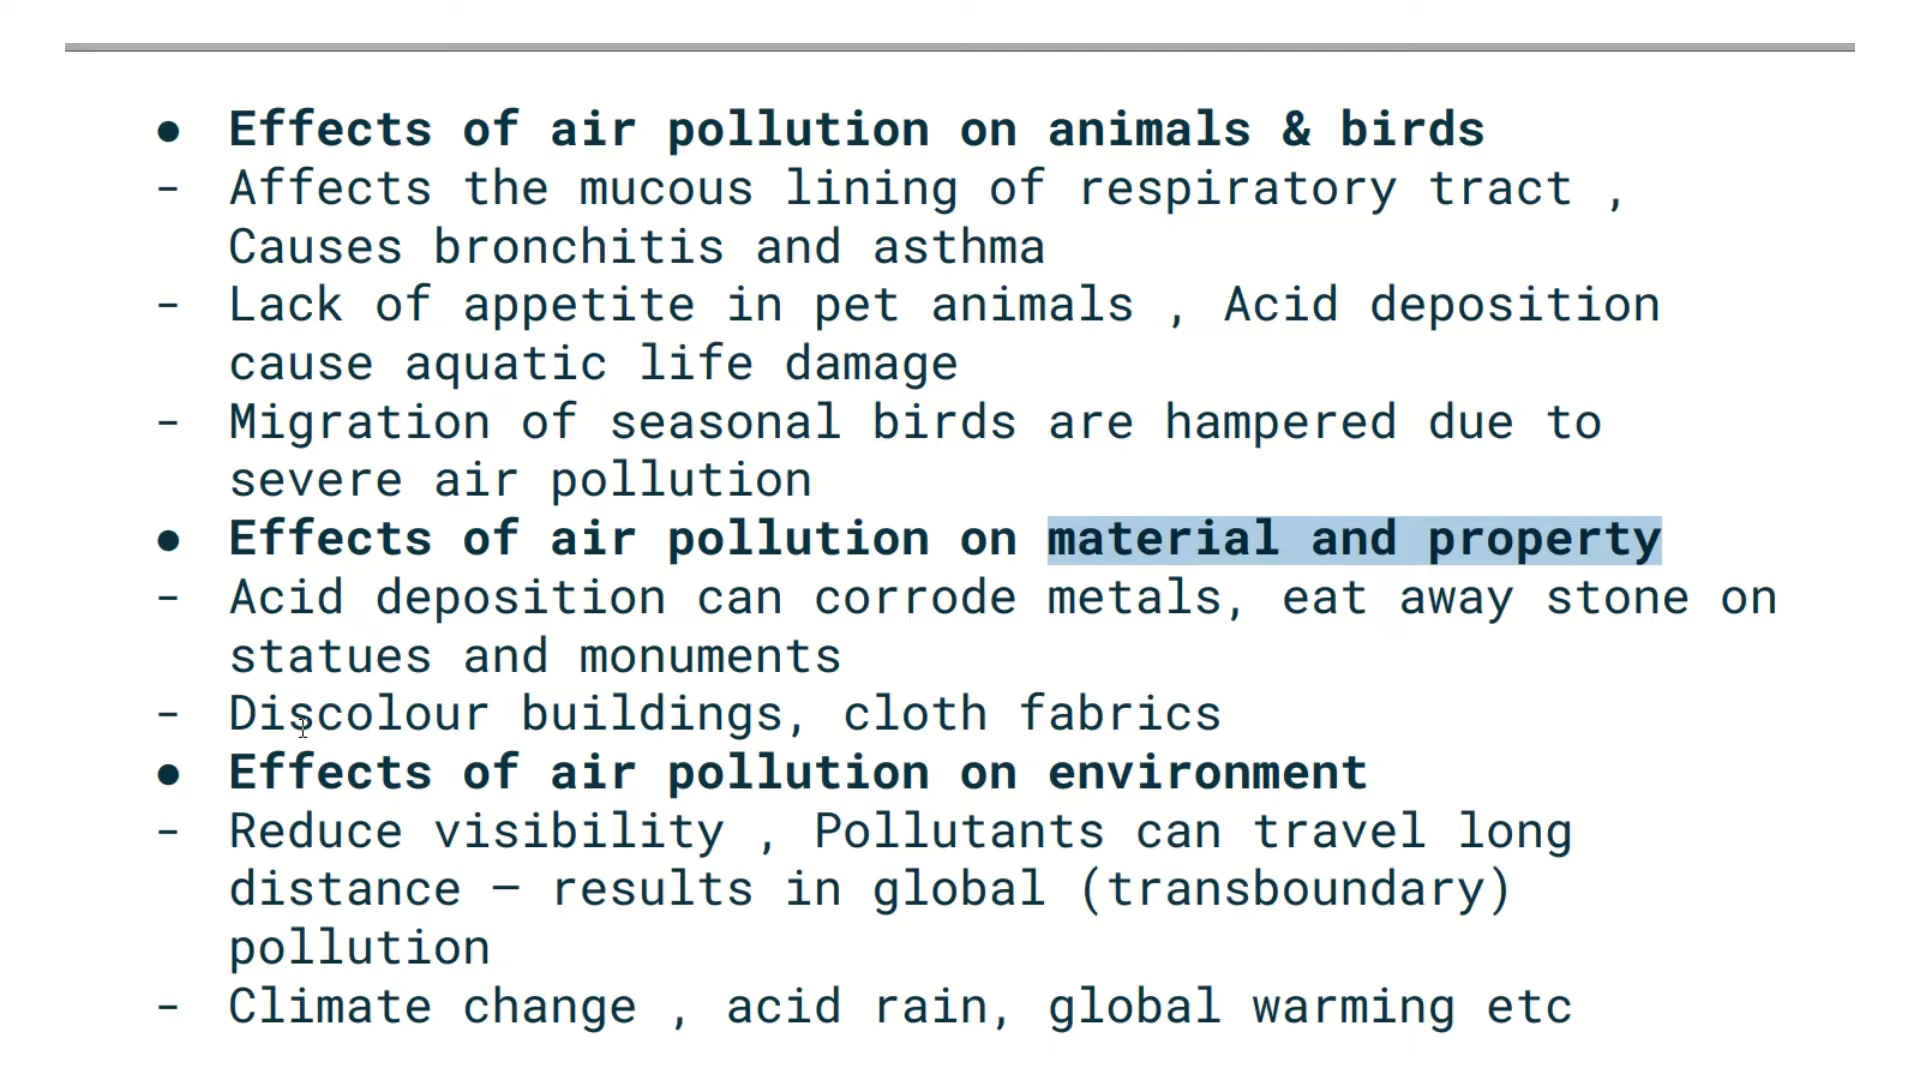 ● Effects of air pollution on animals & birds
- Affects the mucous lining of respiratory tract ,
Causes bronchitis and asthma
- Lack of appetite in pet animals , Acid deposition
cause aquatic life damage
- Migration of seasonal birds are hampered due to
severe air pollution
● Effects of air pollution on material and property
- Acid deposition can corrode metals, eat away stone on
statues and monuments
- Discolour buildings, cloth fabrics
● Effects of air pollution on environment
- Reduce visibility , Pollutants can travel long
distance – results in global (transboundary)
pollution
- Climate change , acid rain, global warming etc